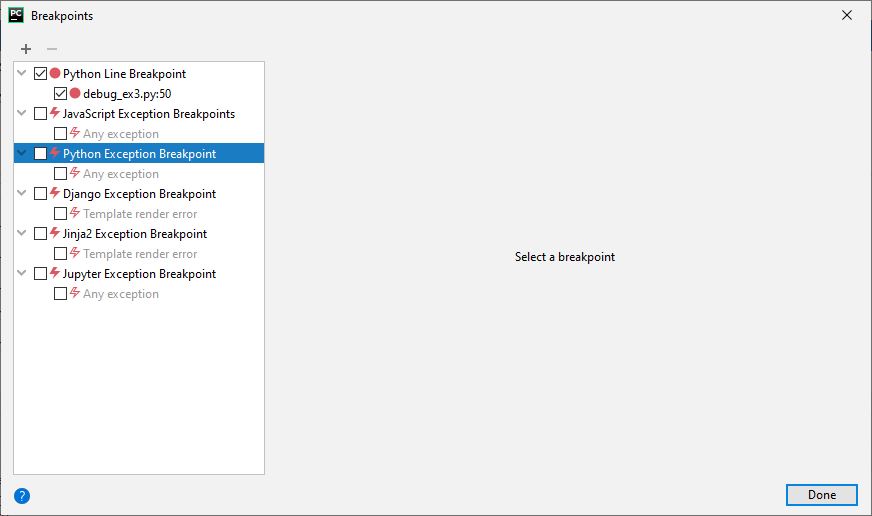 PC
Breakpoints
Python Line Breakpoint
debug_ex3.py:50
JavaScript Exception Breakpoints
Any exception
Python Exception Breakpoint
Any exception
Django Exception Breakpoint
Template render error
Jinja2 Exception Breakpoint
Template render error
Jupyter Exception Breakpoint
Any exception
Select a breakpoint
?
Done